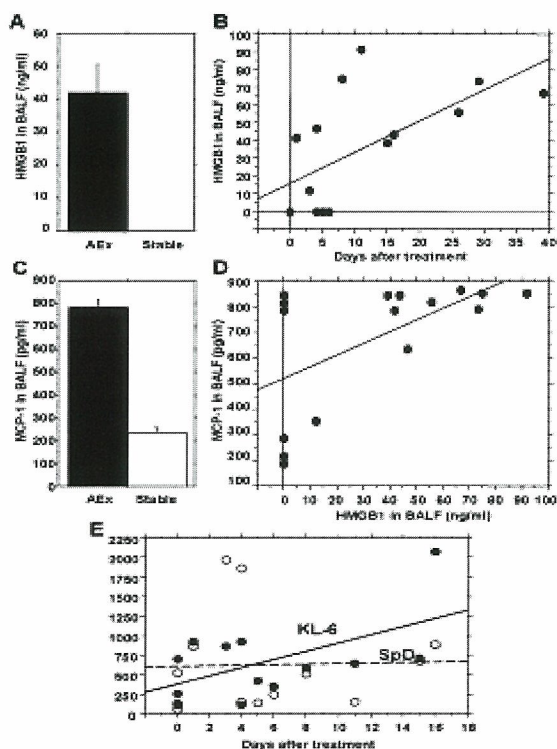 A
HMGB1 in BALF (ng/ml)
60
50
40
30
20
10
0
AEx Stable
B
HMGB1 in BALF (ng/ml)
100
90
80
70
60
50
40
30
20
10
0
-5 0 5 10 15 20 25 30 35 40
Days after treatment
C
MCP-1 in BALF (pg/ml)
900
800
700
600
500
400
300
200
100
0
AEx Stable
D
MCP-1 in BALF (pg/ml)
900
800
700
600
500
400
300
200
100
-10 0 10 20 30 40 50 60 70 80 90 100
HMGB1 in BALF (ng/ml)
E
2250
2000
1750
1500
1250
1000
750
500
250
0
KL-6
SpD
-2 0 2 4 6 8 10 12 14 16 18
Days after treatment